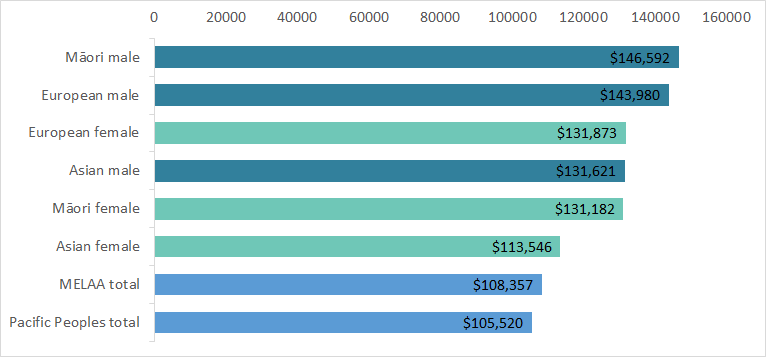 0 20000 40000 60000 80000 100000 120000 140000 160000
Māori male $146,592
European male $143,980
European female $131,873
Asian male $131,621
Māori female $131,182
Asian female $113,546
MELAA total $108,357
Pacific Peoples total $105,520